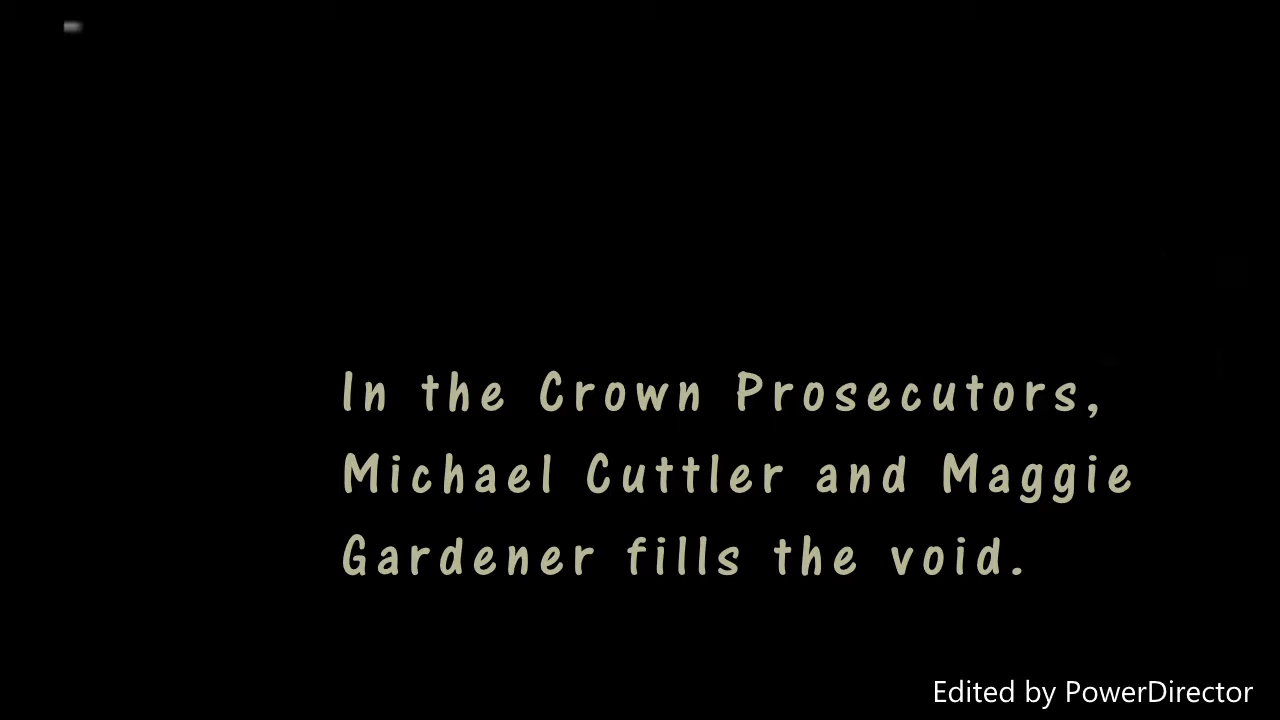 In the Crown Prosecutors,
Michael Cuttler and Maggie
Gardener fills the void.
Edited by PowerDirector